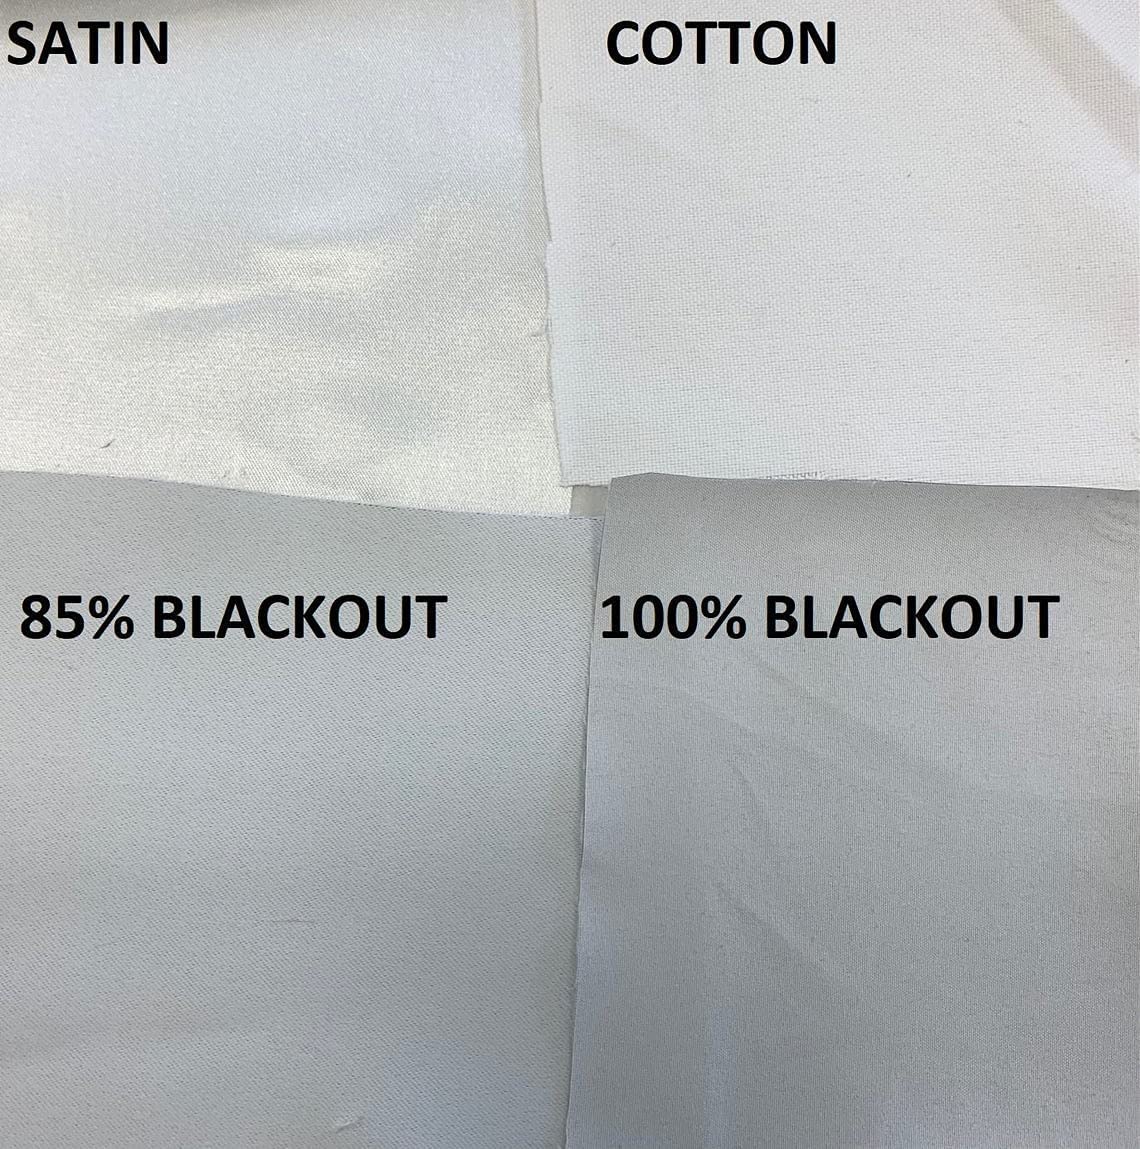 SATIN
COTTON
85% BLACKOUT
100% BLACKOUT